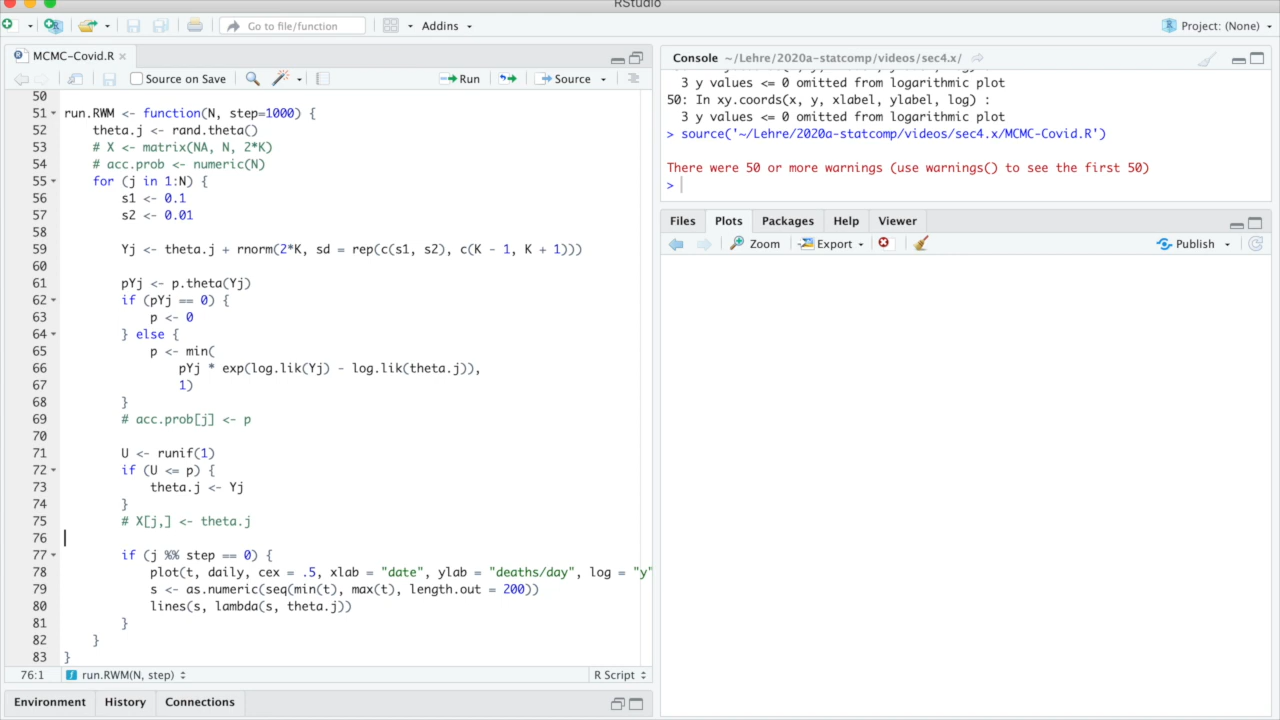 RStudio
Go to file/function
Addins
Project: (None)
MCMC-Covid.R
Source on Save
Run
Source
50
51 run.RWM <- function(N, step=1000) {
52 theta.j <- rand.theta()
53 # X <- matrix(NA, N, 2*K)
54 # acc.prob <- numeric(N)
55 for (j in 1:N) {
56 s1 <- 0.1
57 s2 <- 0.01
58
59 Yj <- theta.j + rnorm(2*K, sd = rep(c(s1, s2), c(K - 1, K + 1)))
60
61 pYj <- p.theta(Yj)
62 if (pYj == 0) {
63 p <- 0
64 } else {
65 p <- min(
66 pYj * exp(log.lik(Yj) - log.lik(theta.j)),
67 1)
68 }
69 # acc.prob[j] <- p
70
71 U <- runif(1)
72 if (U <= p) {
73 theta.j <- Yj
74 }
75 # X[j,] <- theta.j
76
77 if (j %% step == 0) {
78 plot(t, daily, cex = .5, xlab = "date", ylab = "deaths/day", log = "y"
79 s <- as.numeric(seq(min(t), max(t), length.out = 200))
80 lines(s, lambda(s, theta.j))
81 }
82 }
83 }
76:1
run.RWM(N, step)
R Script
Environment
History
Connections
Console ~/Lehre/2020a-statcomp/videos/sec4.x/
3 y values <= 0 omitted from logarithmic plot
50: In xy.coords(x, y, xlabel, ylabel, log) :
3 y values <= 0 omitted from logarithmic plot
> source('~/Lehre/2020a-statcomp/videos/sec4.x/MCMC-Covid.R')
There were 50 or more warnings (use warnings() to see the first 50)
>
Files
Plots
Packages
Help
Viewer
Zoom
Export
Publish